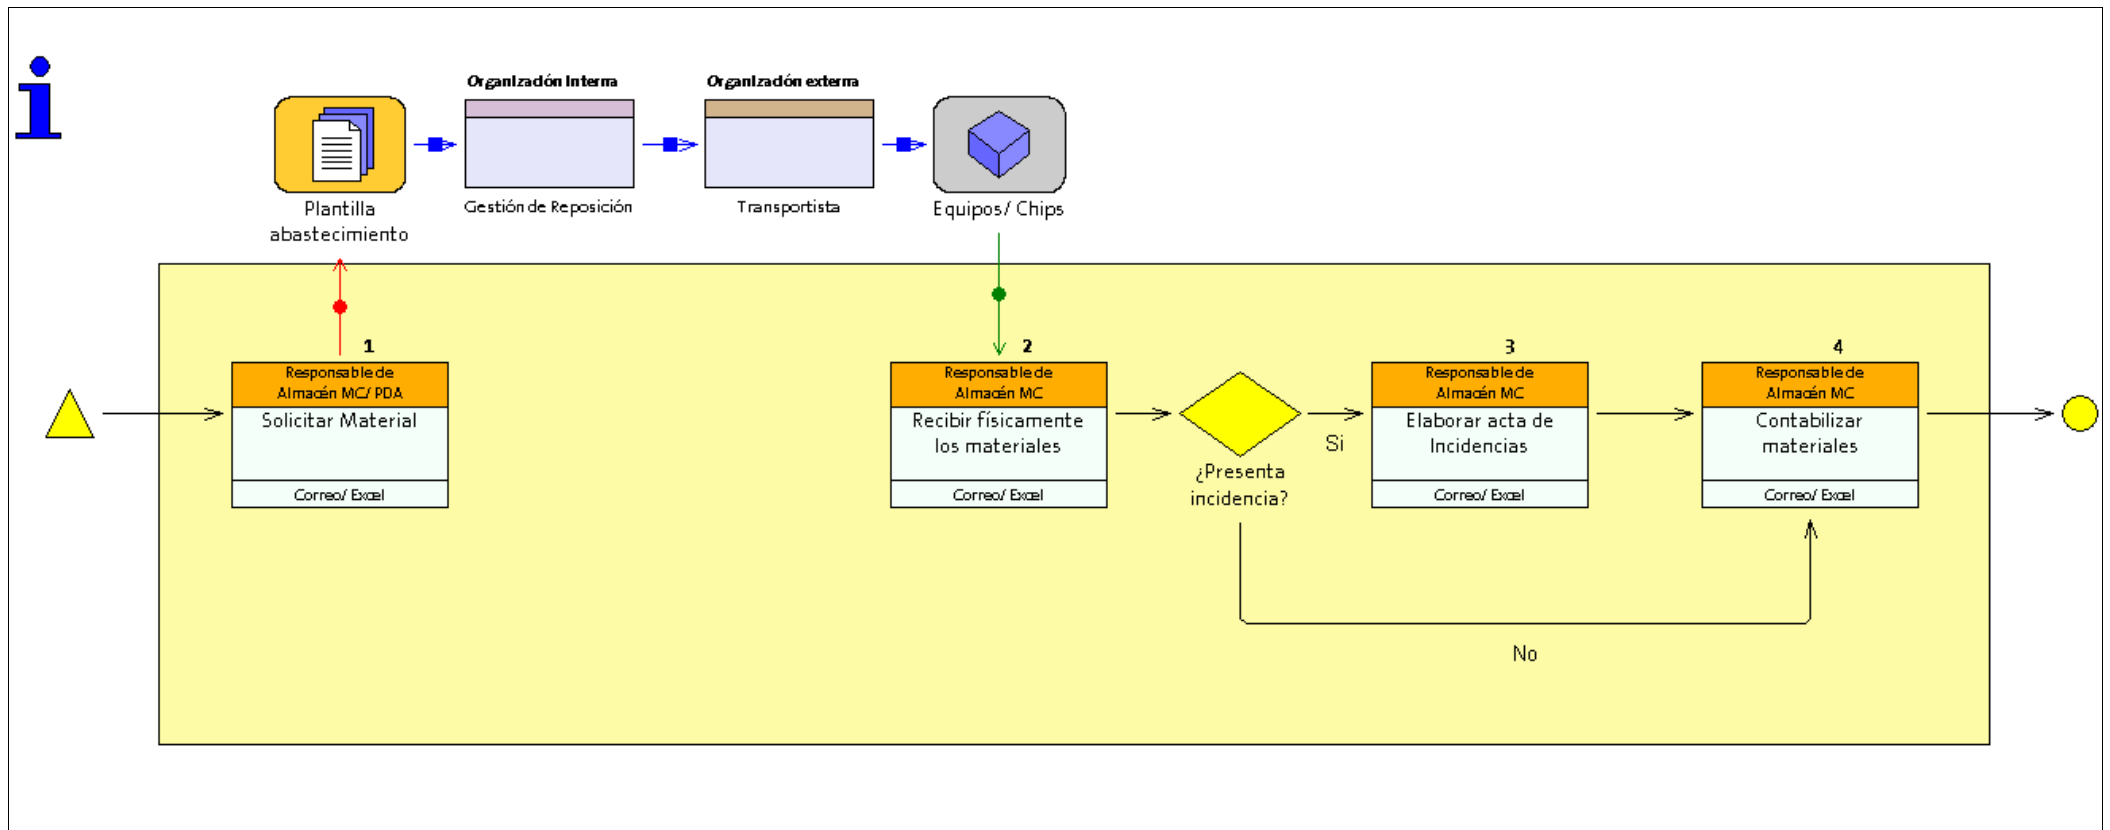 Organización interna
Organización externa
Plantilla
abastecimiento
Gestión de Reposición
Transportista
Equipos/ Chips
1
Responsable de
Almacén MC/ PDA
Solicitar Material
Correo/ Excel
2
Responsable de
Almacén MC
Recibir físicamente
los materiales
Correo/ Excel
¿Presenta
incidencia?
Si
No
3
Responsable de
Almacén MC
Elaborar acta de
Incidencias
Correo/ Excel
4
Responsable de
Almacén MC
Contabilizar
materiales
Correo/ Excel